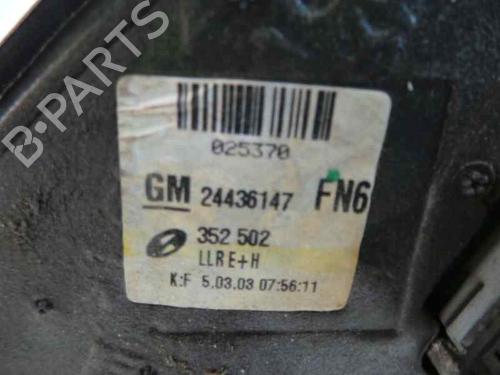 025370
GM 24436147 FN6
352 502
LLRE+H
K:F 5.03.03 07:56:11
B-PARTS